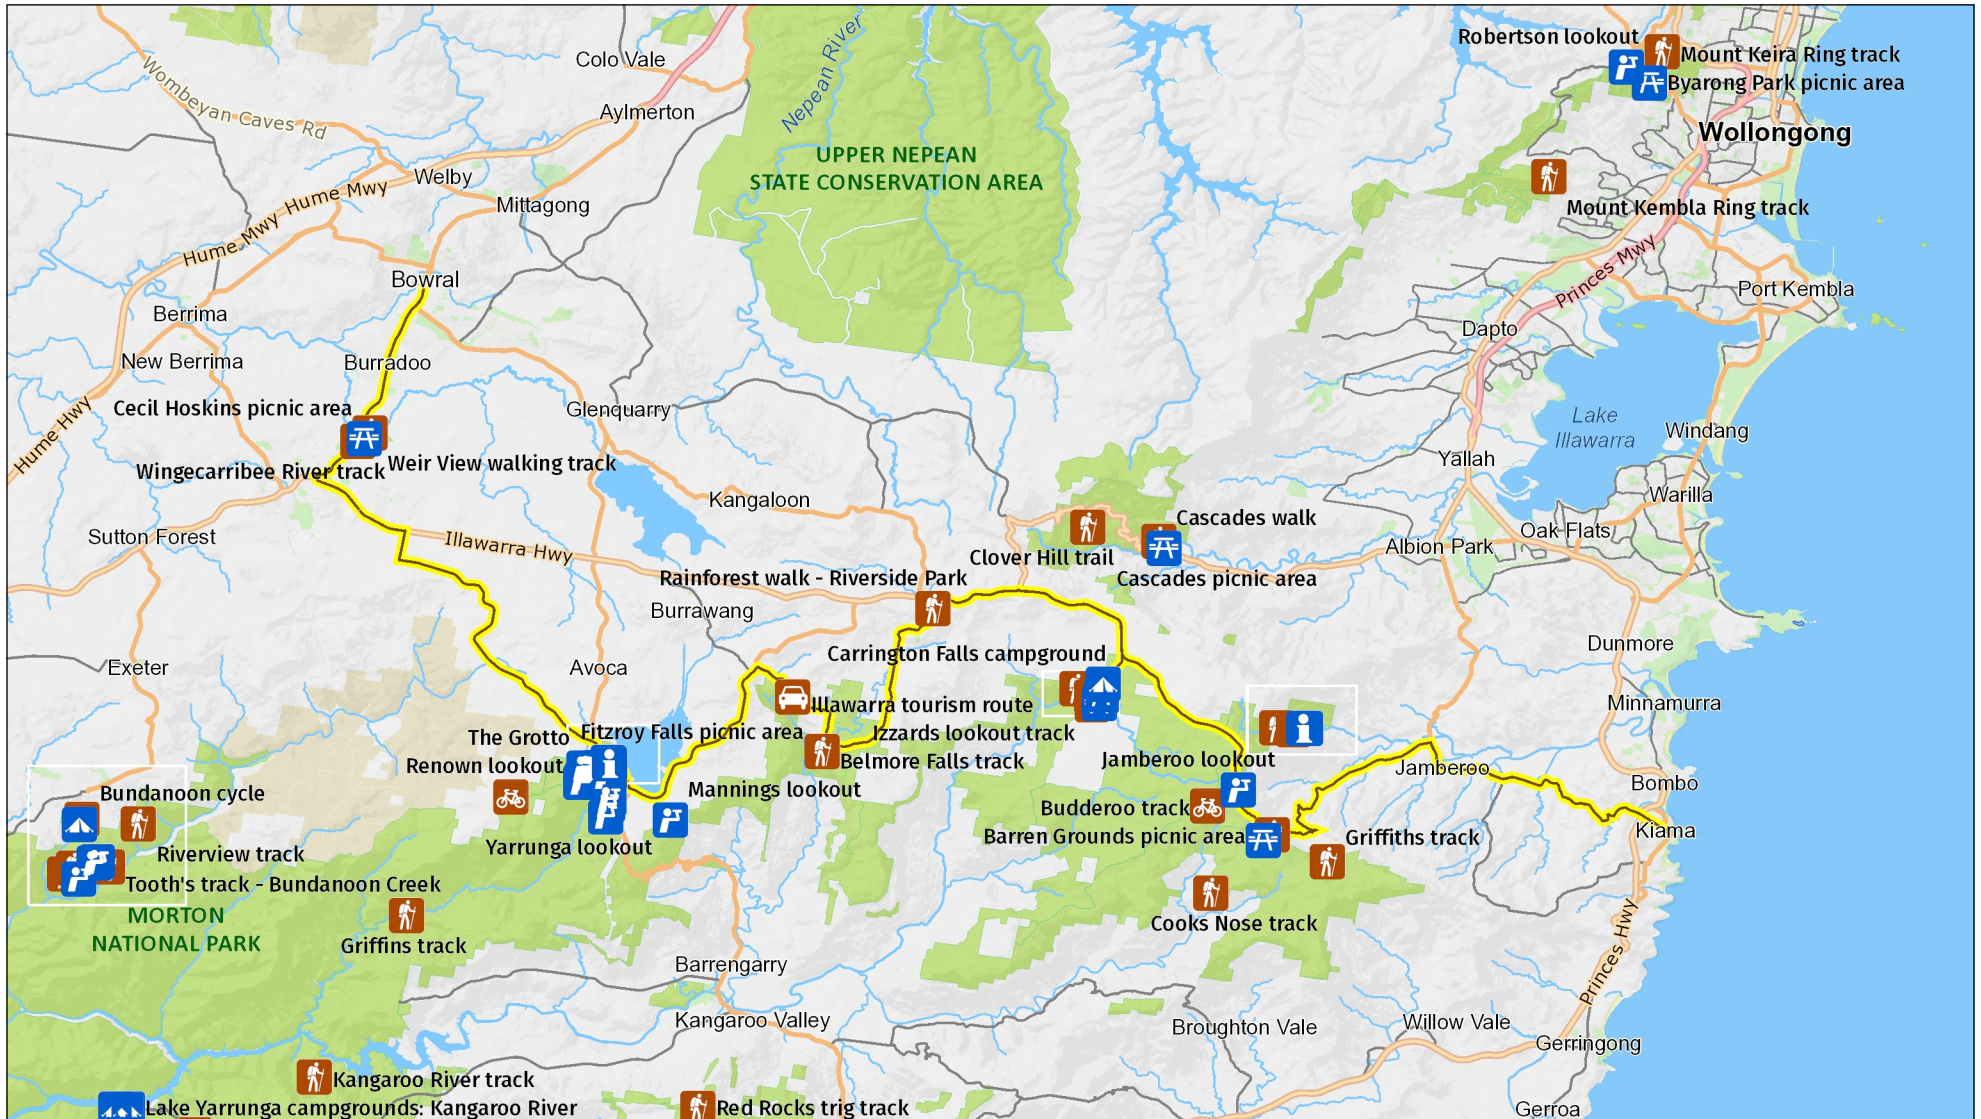 Robertson lookout
Mount Keira Ring track
Byarong Park picnic area
Wollongong
Colo Vale
Nepean River
Wombeyan Caves Rd
Aylmerton
UPPER NEPEAN
STATE CONSERVATION AREA
Welby
Hume Mwy
Hume Mwy
Mittagong
Mount Kembla Ring track
Princes Mwy
Bowral
Port Kembla
Berrima
Dapto
New Berrima
Burradoo
Cecil Hoskins picnic area
Glenquarry
Hume Hwy
Lake
Illawarra
Windang
Wingecarribee River track
Weir View walking track
Yallah
Kangaloon
Warilla
Cascades walk
Sutton Forest
Illawarra Hwy
Oak Flats
Clover Hill trail
Albion Park
Cascades picnic area
Rainforest walk - Riverside Park
Burrawang
Dunmore
Carrington Falls campground
Exeter
Avoca
Illawarra tourism route
Minnamurra
The Grotto
Fitzroy Falls picnic area
Izzards lookout track
Renown lookout
Belmore Falls track
Jamberoo lookout
Jamberoo
Bombo
Bundanoon cycle
Mannings lookout
Budderoo track
Kiama
Barren Grounds picnic area
Griffiths track
Yarrunga lookout
Riverview track
Tooth's track - Bundanoon Creek
MORTON
NATIONAL PARK
Griffins track
Cooks Nose track
Princes Hwy
Barrengarry
Kangaroo Valley
Broughton Vale
Willow Vale
Gerringong
Kangaroo River track
Lake Yarrunga campgrounds: Kangaroo River
Red Rocks trig track
Gerroa